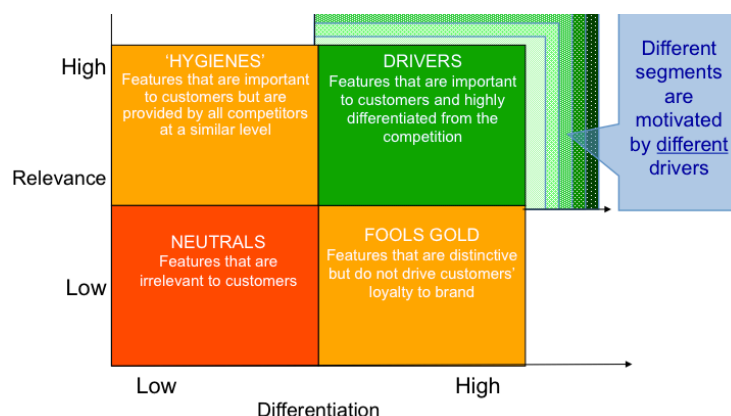 High
'HYGIENES'
Features that are important
to customers but are
provided by all competitors
at a similar level
DRIVERS
Features that are important
to customers and highly
differentiated from the
competition
Different
segments
are
motivated
by different
drivers
Relevance
Low
NEUTRALS
Features that are
irrelevant to customers
FOOLS GOLD
Features that are distinctive
but do not drive customers'
loyalty to brand
Low
High
Differentiation